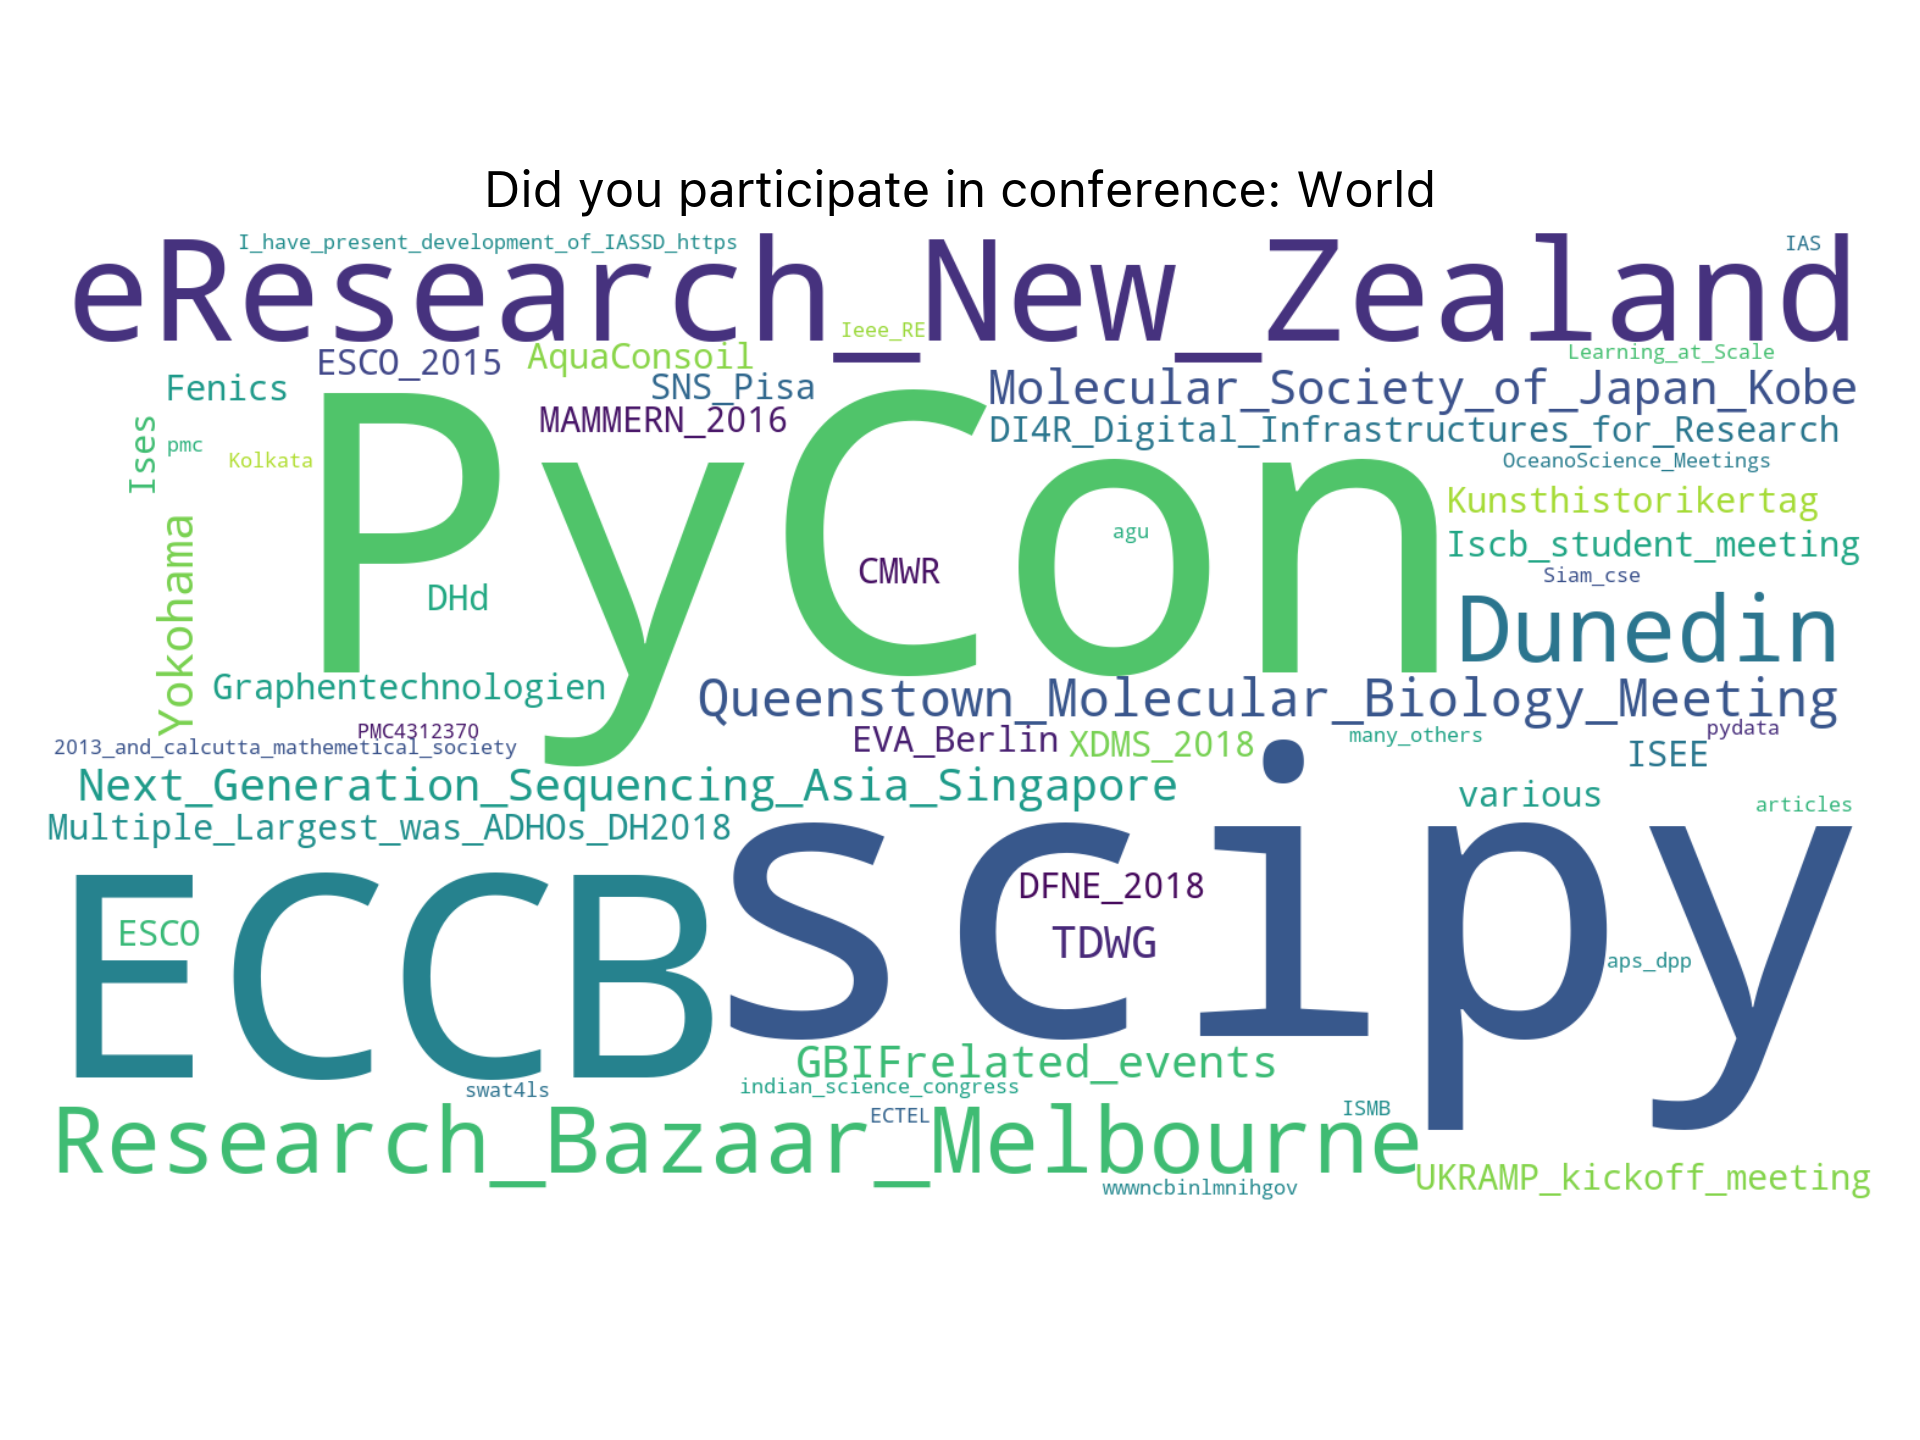 Did you participate in conference: World
I_have_present_development_of_IASSD_https
IAS
eResearch_New_Zealand
Ieee_RE
ESCO_2015
AquaConsoil
Learning_at_Scale
Fenics
SNS_Pisa
Molecular_Society_of_Japan_Kobe
MAMMERN_2016
DI4R_Digital_Infrastructures_for_Research
Ises
pmc
Kolkata
OceanoScience_Meetings
PyCon
Kunsthistorikertag
agu
Iscb_student_meeting
CMWR
Siam_cse
DHd
Yokohama
Dunedin
Graphentechnologien
Queenstown_Molecular_Biology_Meeting
PMC4312370
2013_and_calcutta_mathemetical_society
EVA_Berlin
XDMS_2018
many_others
pydata
ISEE
Next_Generation_Sequencing_Asia_Singapore
various
articles
Multiple_Largest_was_ADHOs_DH2018
scipy
DFNE_2018
ECCB
ESCO
TDWG
aps_dpp
GBIFrelated_events
swat4ls
indian_science_congress
ECTEL
ISMB
Research_Bazaar_Melbourne
UKRAMP_kickoff_meeting
wwwncbinlmnihgov